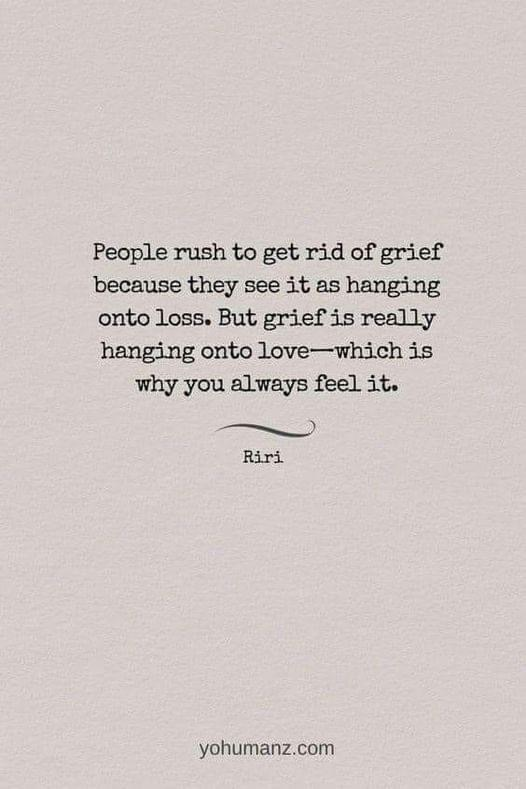 People rush to get rid of grief
because they see it as hanging
onto loss. But grief is really
hanging onto love—which is
why you always feel it.
Riri
yohumanz.com